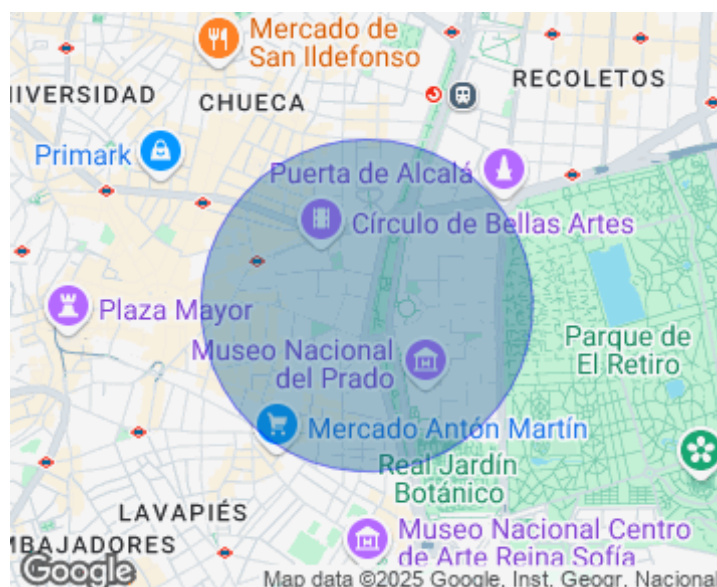 Mercado de
San Ildefonso
RECOLETOS
NIVERSIDAD
CHUECA
Primark
Puerta de Alcalá
Círculo de Bellas Artes
Plaza Mayor
Museo Nacional
del Prado
Parque de
El Retiro
Mercado Antón Martín
Real Jardín
Botánico
LAVAPIÉS
MBAJADORES
Museo Nacional Centro
de Arte Reina Sofía
Google
Map data ©2025 Google, Inst. Geogr. Nacional